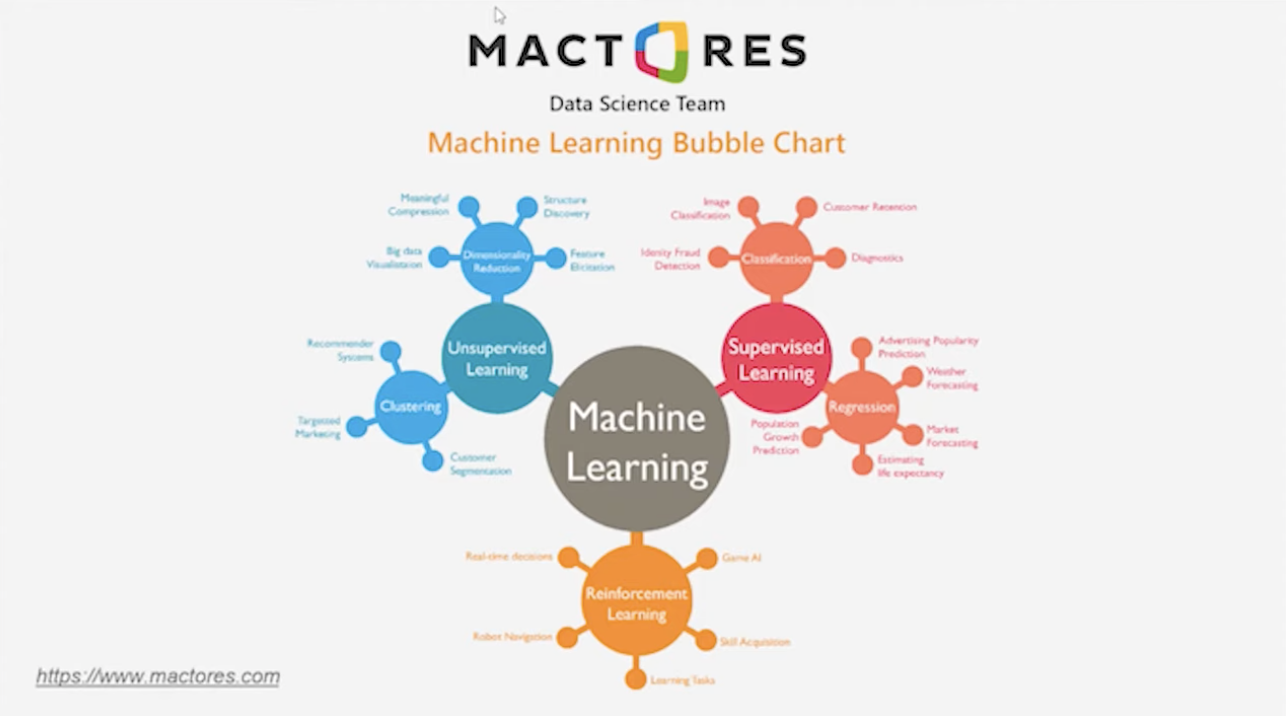 MACTORES
Data Science Team
Machine Learning Bubble Chart
Meaningful
Compression
Structure
Discovery
Big data
Visualistaion
Dimensionality
Reduction
Feature
Elicitation
Image
Classification
Customer Retention
Idenity Fraud
Detection
Classification
Diagnostics
Recommender
Systems
Unsupervised
Learning
Clustering
Targetted
Marketing
Customer
Segmentation
Machine
Learning
Supervised
Learning
Advertising Popularity
Prediction
Weather
Forecasting
Regression
Population
Growth
Prediction
Market
Forecasting
Estimating
life expectancy
Real-time decisions
Game AI
Reinforcement
Learning
Robot Navigation
Skill Acquisition
Learning Tasks
https://www.mactores.com